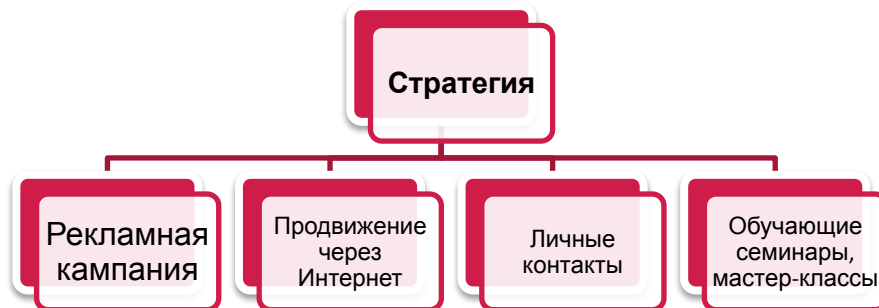 Стратегия
Рекламная
кампания
Продвижение
через
Интернет
Личные
контакты
Обучающие
семинары,
мастер-классы